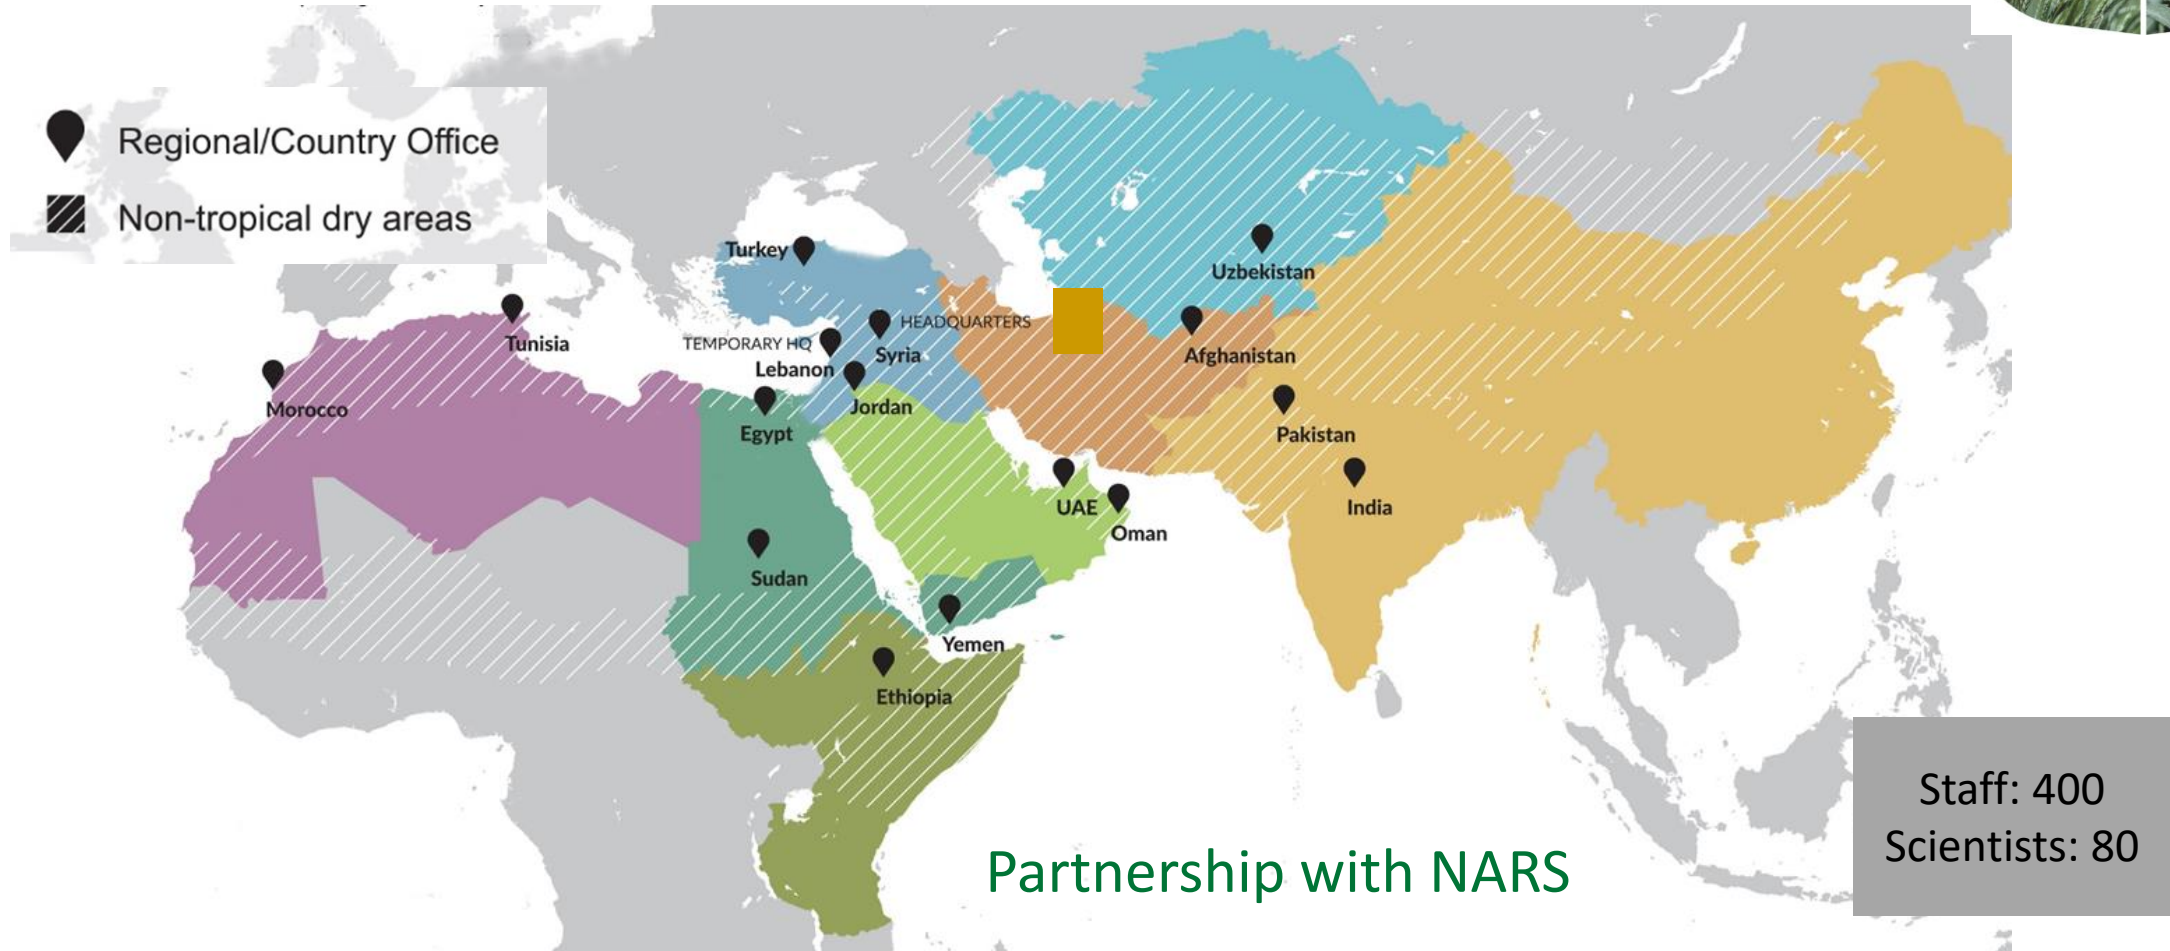 Regional/Country Office
Non-tropical dry areas
Turkey
Uzbekistan
HEADQUARTERS
Tunisia
TEMPORARY HQ
Syria
Afghanistan
Lebanon
Morocco
Jordan
Egypt
Pakistan
UAE
India
Oman
Sudan
Yemen
Ethiopia
Staff: 400
Scientists: 80
Partnership with NARS